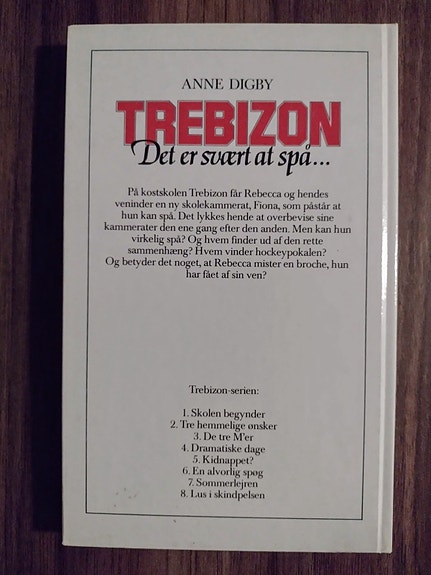 ANNE DIGBY
TREBIZON
Det er svært at spå...
På kostskolen Trebizon får Rebecca og hendes
veninder en ny skolekammerat, Fiona, som påstår at
hun kan spå. Det lykkes hende at overbevise sine
kammerater den ene gang efter den anden. Men kan hun
virkelig spå? Og hvem finder ud af den rette
sammenhæng? Hvem vinder hockeypokalen?
Og betyder det noget, at Rebecca mister en broche, hun
har fået af sin ven?
Trebizon-serien:
1. Skolen begynder
2. Tre hemmelige ønsker
3. De tre M'er
4. Dramatiske dage
5. Kidnappet?
6. En alvorlig spøg
7. Sommerlejren
8. Lus i skindpelsen